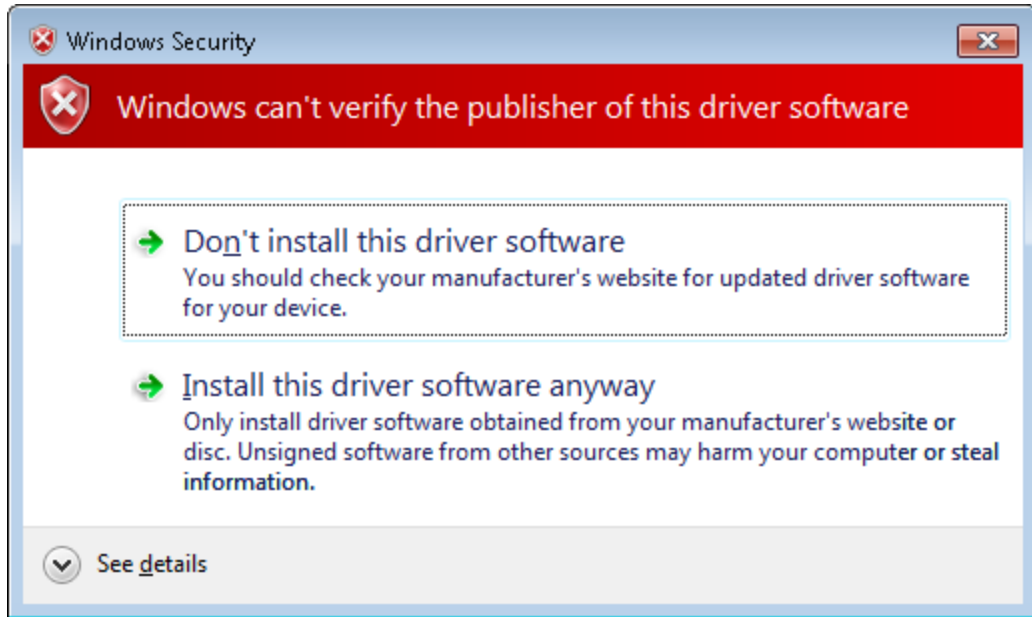 Windows Security
Windows can't verify the publisher of this driver software
Don't install this driver software
You should check your manufacturer's website for updated driver software
for your device.
Install this driver software anyway
Only install driver software obtained from your manufacturer's website or
disc. Unsigned software from other sources may harm your computer or steal
information.
See details